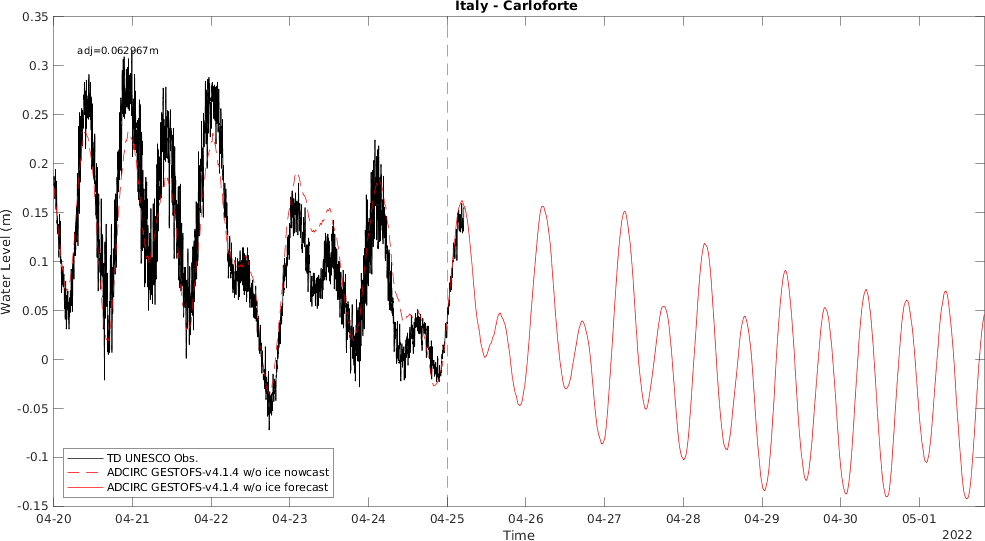 Italy - Carloforte
0.35
adj=0.062967m
0.3
0.25
0.2
0.15
0.1
0.05
0
-0.05
-0.1
-0.15
Water Level (m)
TD UNESCO Obs.
ADCIRC GESTOFS-v4.1.4 w/o ice nowcast
ADCIRC GESTOFS-v4.1.4 w/o ice forecast
04-20 04-21 04-22 04-23 04-24 04-25 04-26 04-27 04-28 04-29 04-30 05-01
Time
2022